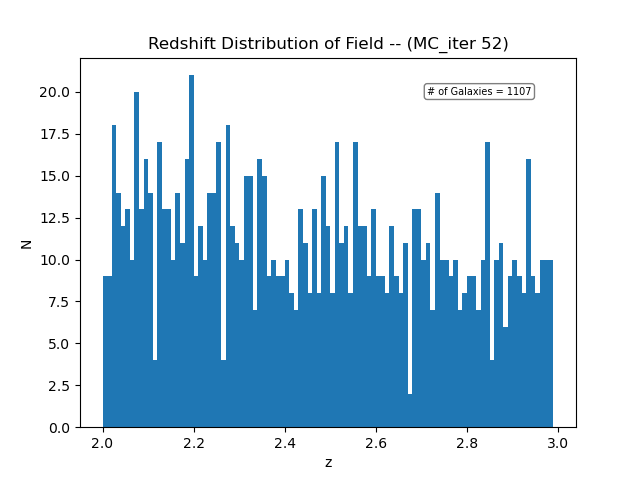 Redshift Distribution of Field -- (MC_iter 52)
# of Galaxies = 1107
20.0
17.5
15.0
12.5
10.0
7.5
5.0
2.5
0.0
N
2.0 2.2 2.4 2.6 2.8 3.0
z